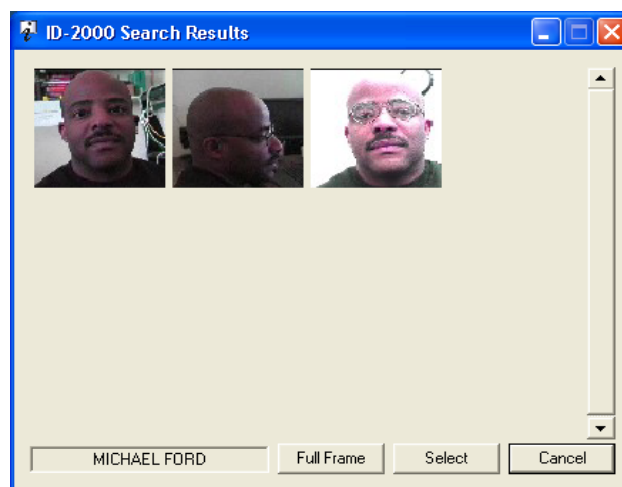 ID-2000 Search Results
MICHAEL FORD
Full Frame
Select
Cancel